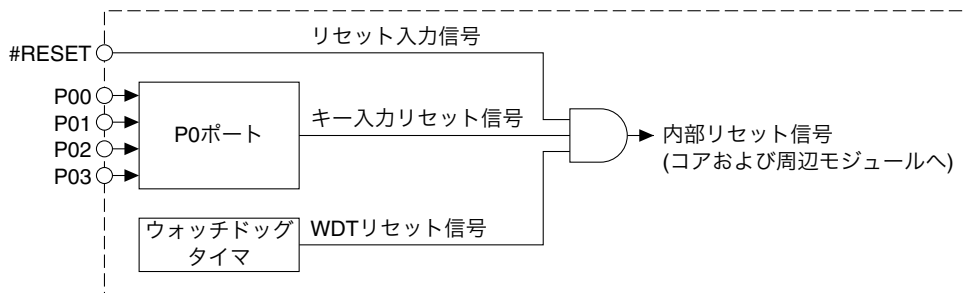 リセット入力信号
#RESET
P00
P01
P02
P03
P0ポート
キー入力リセット信号
内部リセット信号
(コアおよび周辺モジュールへ)
ウォッチドッグ
タイマ
WDTリセット信号